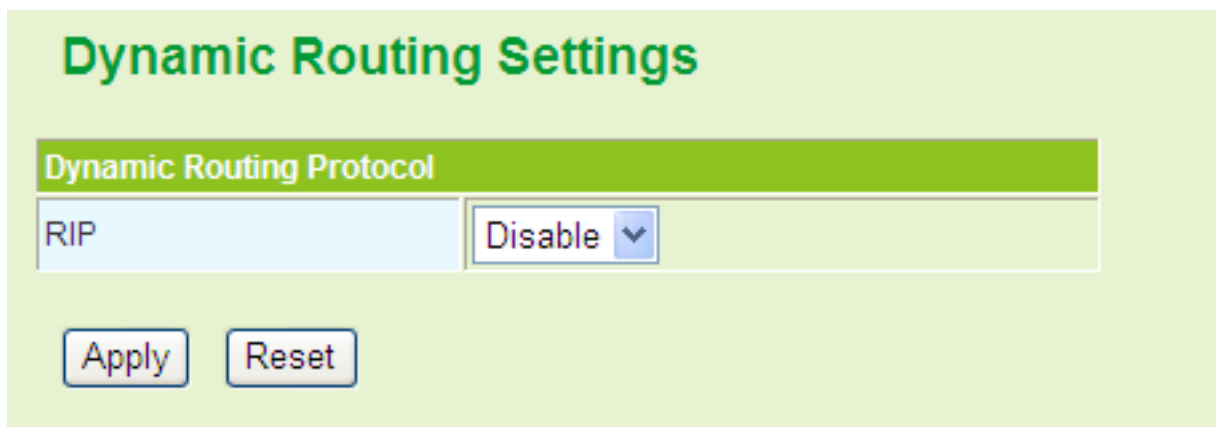 Dynamic Routing Settings
Dynamic Routing Protocol
RIP Disable
Apply Reset